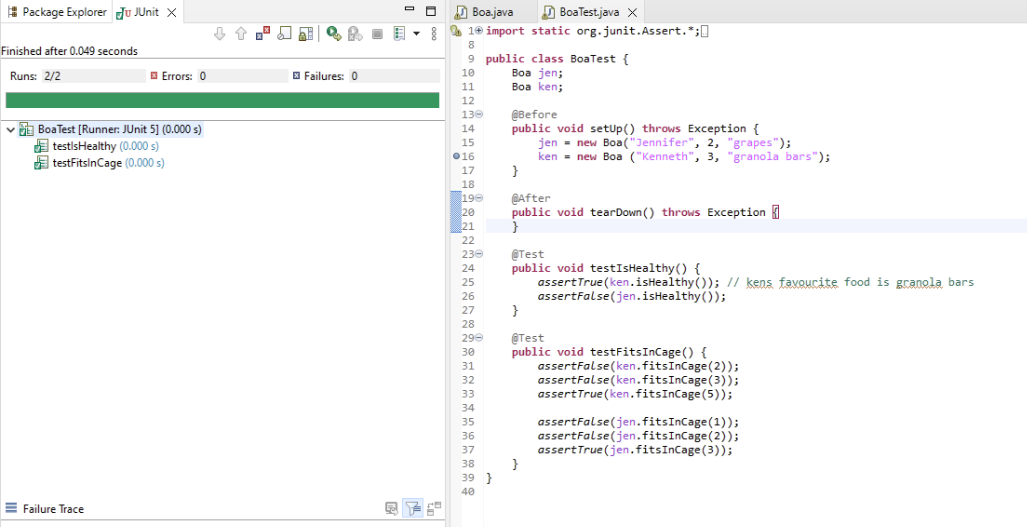 Package Explorer JUnit
Finished after 0.049 seconds
Runs: 2/2 Errors: 0 Failures: 0
BoaTest [Runner: JUnit 5] (0.000 s)
testIsHealthy (0.000 s)
testFitsInCage (0.000 s)
Failure Trace
Boa.java BoaTest.java
1 import static org.junit.Assert.*;
8
9 public class BoaTest {
10 Boa jen;
11 Boa ken;
12
13 @Before
14 public void setUp() throws Exception {
15 jen = new Boa("Jennifer", 2, "grapes");
16 ken = new Boa ("Kenneth", 3, "granola bars");
17 }
18
19 @After
20 public void tearDown() throws Exception {
21 }
22
23 @Test
24 public void testIsHealthy() {
25 assertTrue(ken.isHealthy()); // kens favourite food is granola bars
26 assertFalse(jen.isHealthy());
27 }
28
29 @Test
30 public void testFitsInCage() {
31 assertFalse(ken.fitsInCage(2));
32 assertFalse(ken.fitsInCage(3));
33 assertTrue(ken.fitsInCage(5));
34
35 assertFalse(jen.fitsInCage(1));
36 assertFalse(jen.fitsInCage(2));
37 assertTrue(jen.fitsInCage(3));
38 }
39 }
40